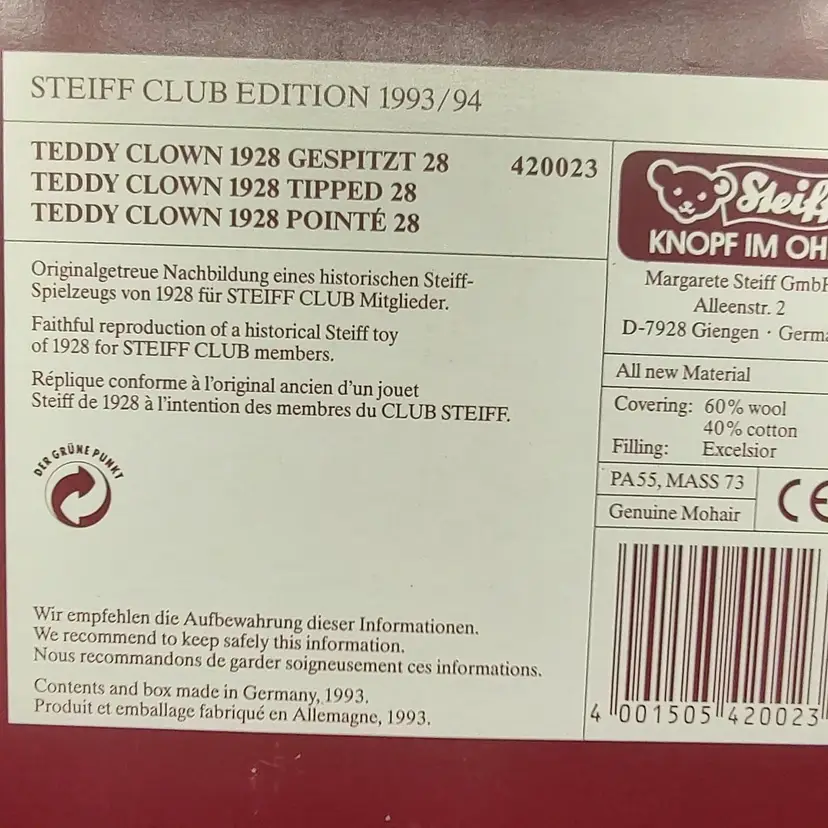 STEIFF CLUB EDITION 1993/94
TEDDY CLOWN 1928 GESPITZT 28 420023
TEDDY CLOWN 1928 TIPPED 28
TEDDY CLOWN 1928 POINTÉ 28
Originalgetreue Nachbildung eines historischen Steiff-
Spielzeugs von 1928 für STEIFF CLUB Mitglieder.
Faithful reproduction of a historical Steiff toy
of 1928 for STEIFF CLUB members.
Réplique conforme à l'original ancien d'un jouet
Steiff de 1928 à l'intention des membres du CLUB STEIFF.
DER GRÜNE PUNKT
Wir empfehlen die Aufbewahrung dieser Informationen.
We recommend to keep safely this information.
Nous recommandons de garder soigneusement ces informations.
Contents and box made in Germany, 1993.
Produit et emballage fabriqué en Allemagne, 1993.
Steiff
KNOPF IM OH
Margarete Steiff GmbH
Alleenstr. 2
D-7928 Giengen · Germa
All new Material
Covering: 60% wool
40% cotton
Filling: Excelsior
PA55, MASS 73
Genuine Mohair
CE
4 001505 420023